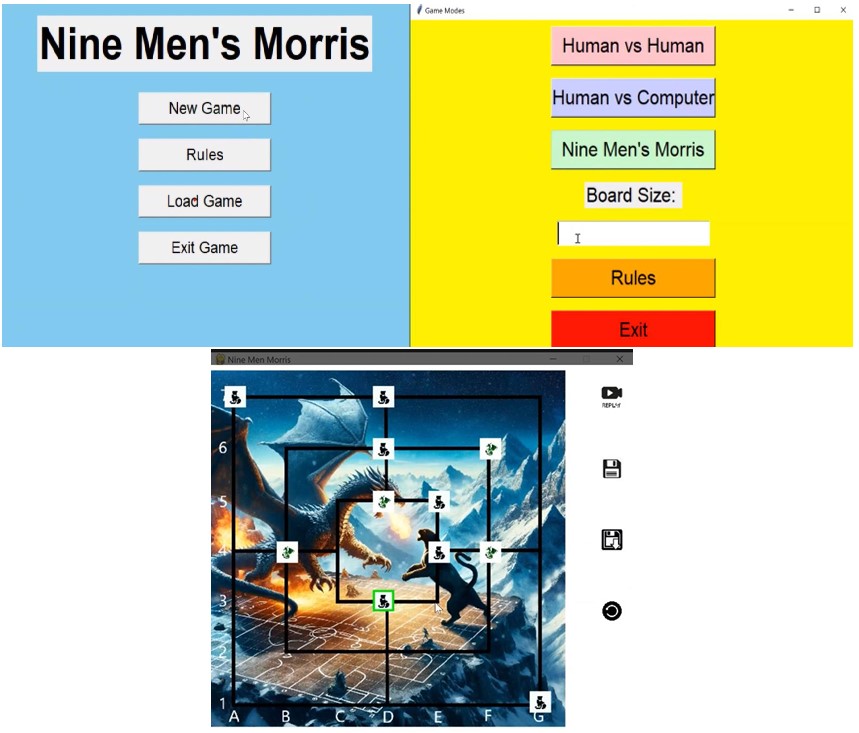 Nine Men's Morris
New Game
Rules
Load Game
Exit Game
Game Modes
Human vs Human
Human vs Computer
Nine Men's Morris
Board Size:
Rules
Exit
Nine Men Morris
REPLAY
6
5
4
3
2
1
A B C D E F G